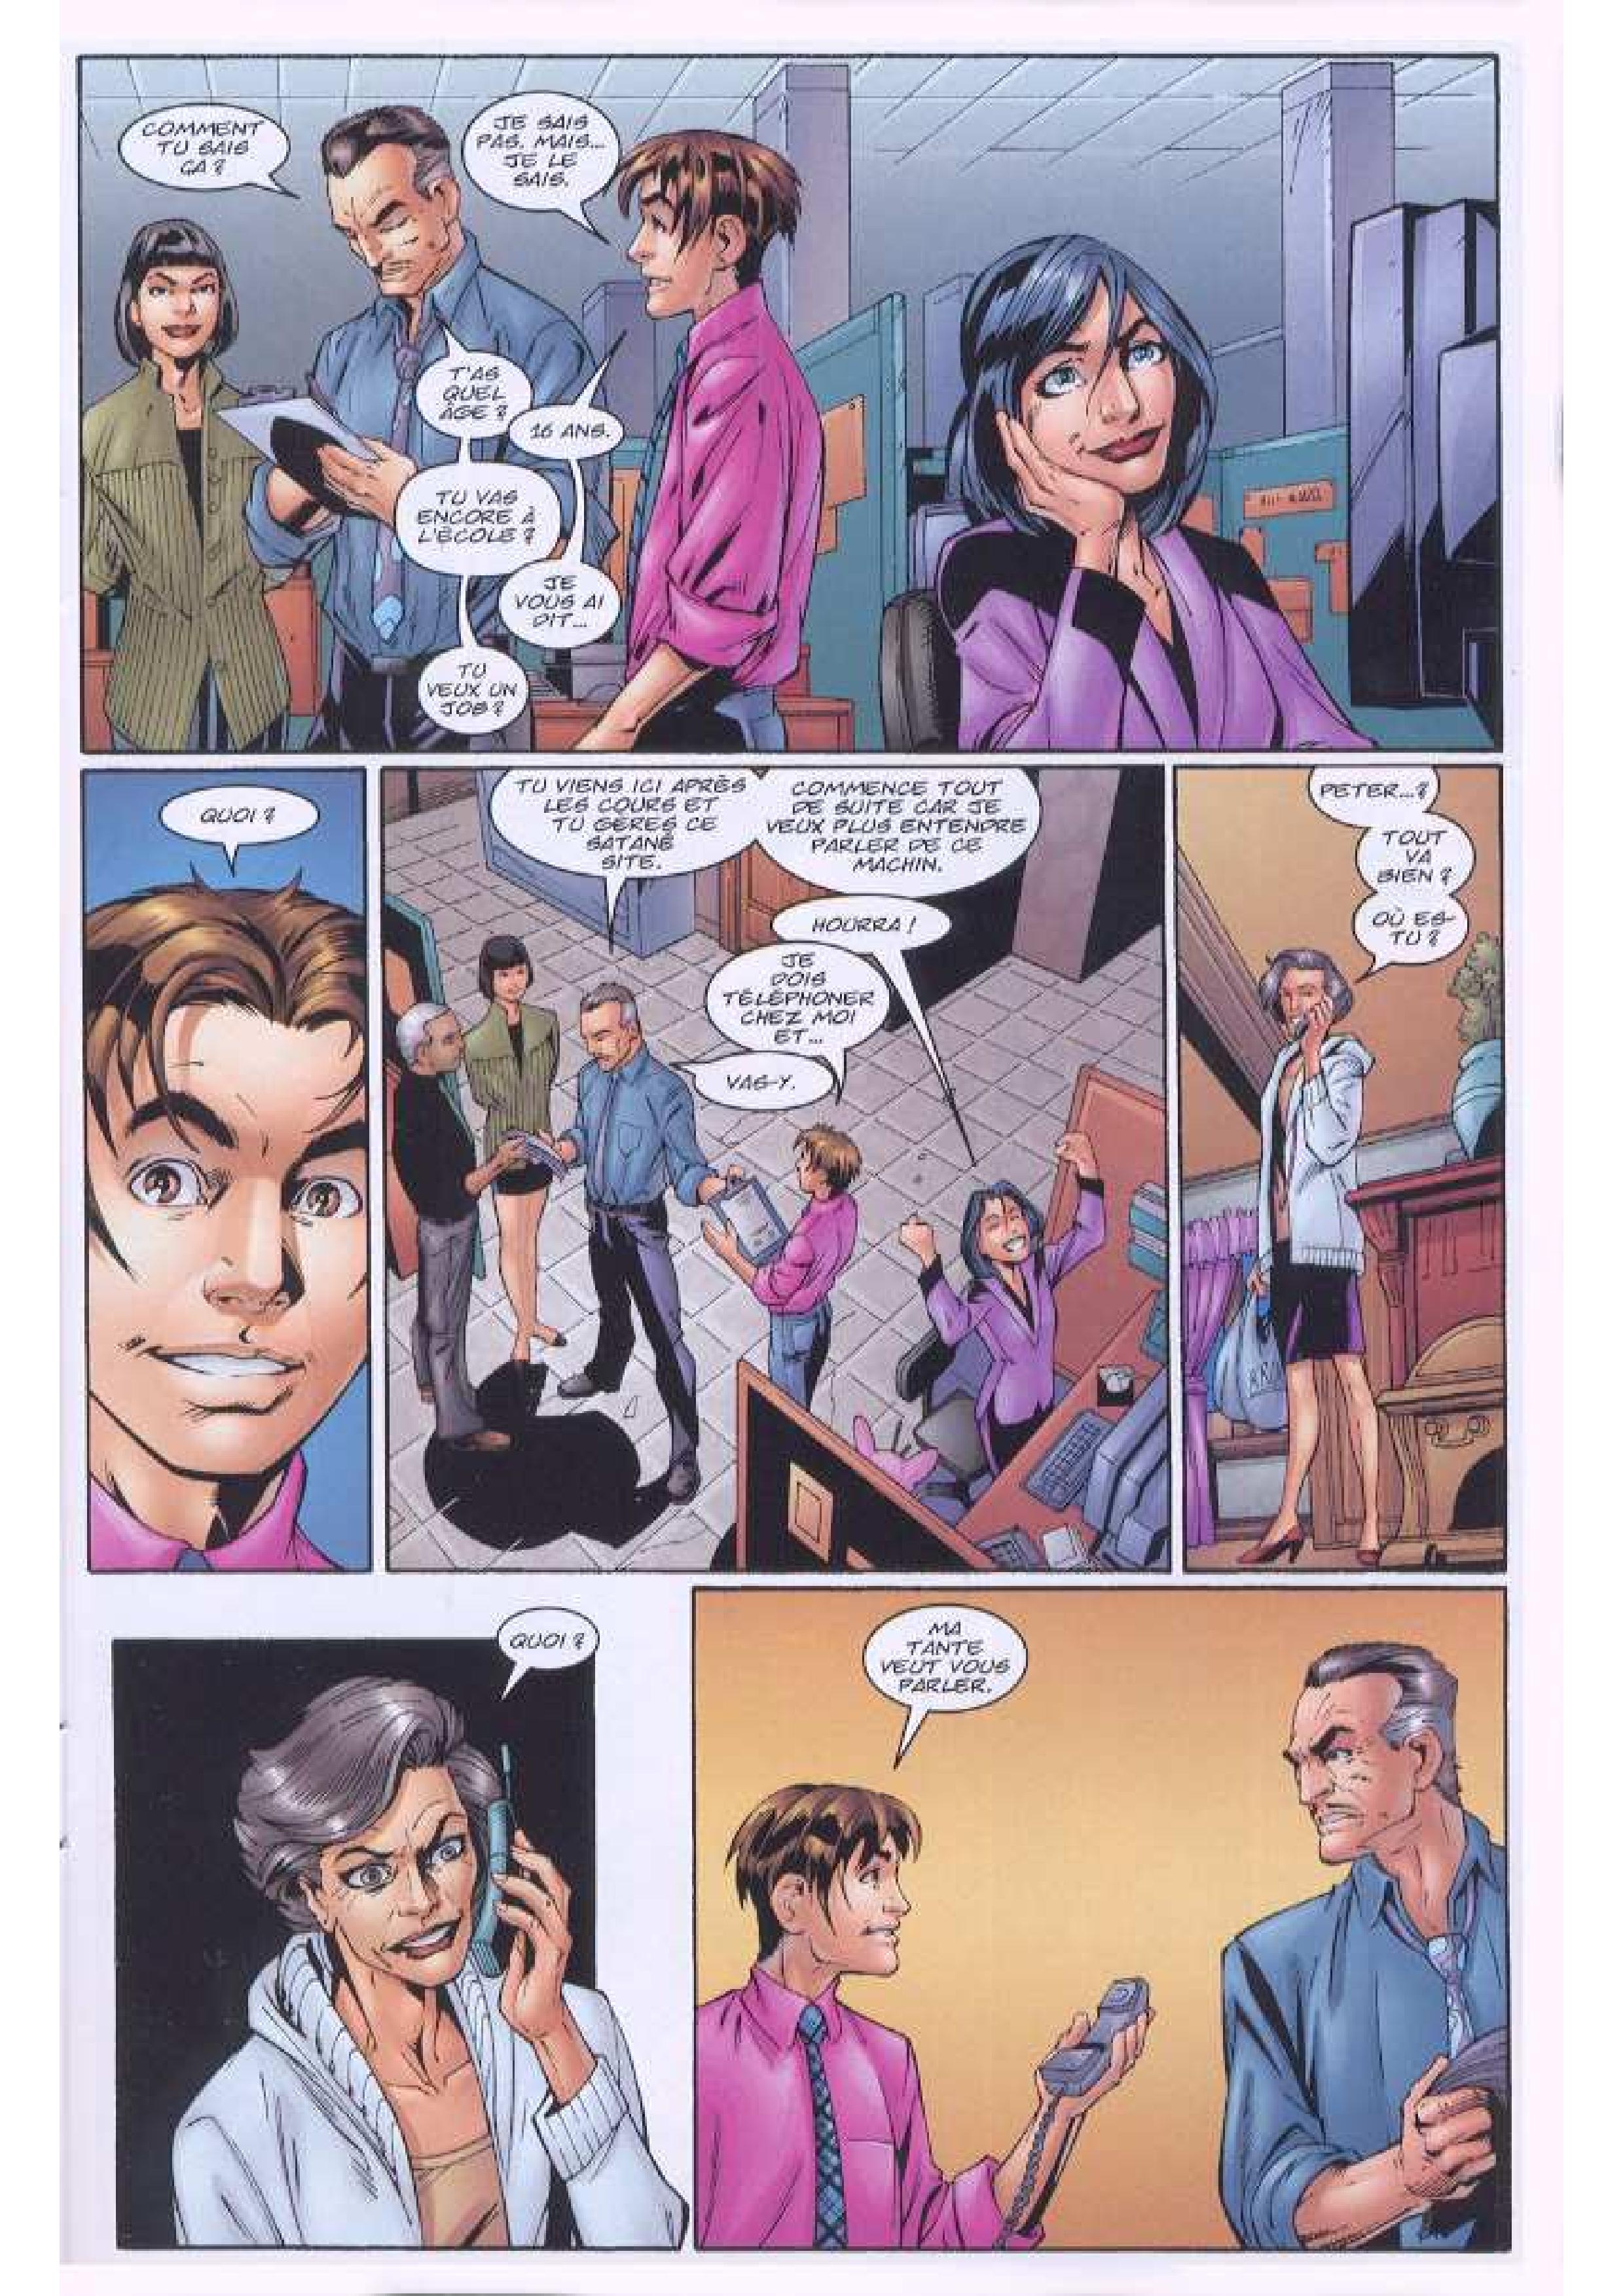 COMMENT
TU SAIS
ÇA ?
JE SAIS
PAS. MAIS...
JE LE
SAIS.
T'AS
QUEL
ÂGE ?
16 ANS.
TU VAS
ENCORE À
L'ÉCOLE ?
JE
VOUS AI
DIT...
TU
VEUX UN
JOB ?
QUOI ?
TU VIENS ICI APRÈS
LES COURS ET
TU GÈRES CE
SATANÉ
SITE.
COMMENCE TOUT
DE SUITE CAR JE
VEUX PLUS ENTENDRE
PARLER DE CE
MACHIN.
HOURRA !
JE
DOIS
TÉLÉPHONER
CHEZ MOI
ET...
VAS-Y.
PETER...?
TOUT
VA
BIEN ?
OÙ ES-
TU ?
QUOI ?
MA
TANTE
VEUT VOUS
PARLER.